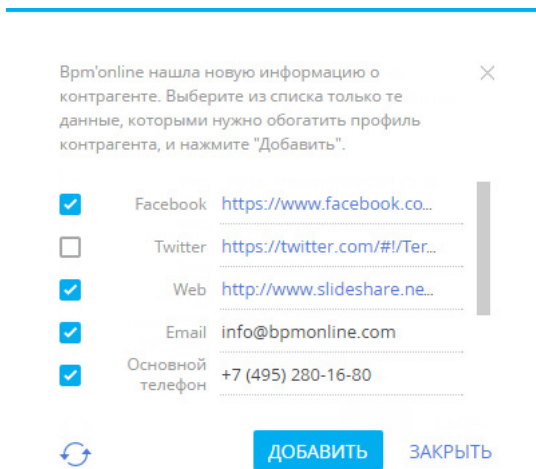 Bpm'online нашла новую информацию о
контрагенте. Выберите из списка только те
данные, которыми нужно обогатить профиль
контрагента, и нажмите "Добавить".
Facebook https://www.facebook.co...
Twitter https://twitter.com/#!/Ter...
Web http://www.slideshare.ne...
Email info@bpmonline.com
Основной
телефон +7 (495) 280-16-80
ДОБАВИТЬ ЗАКРЫТЬ